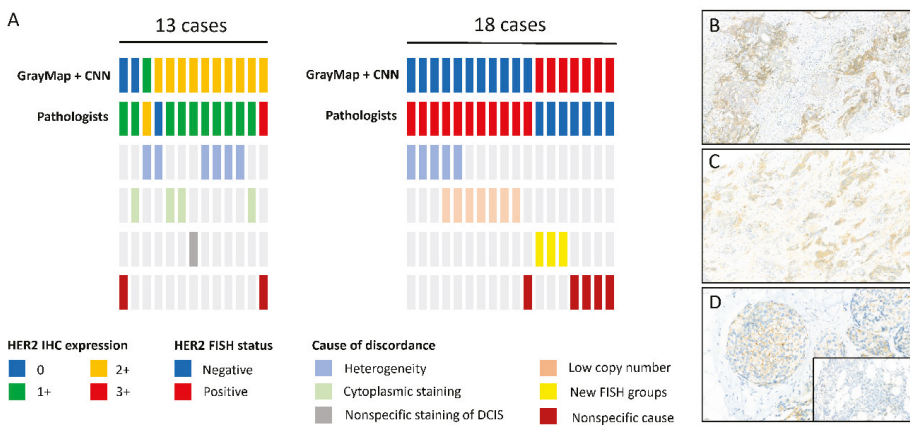 A
13 cases
18 cases
GrayMap + CNN
GrayMap + CNN
Pathologists
Pathologists
HER2 IHC expression
0
2+
1+
3+
HER2 FISH status
Negative
Positive
Cause of discordance
Heterogeneity
Low copy number
Cytoplasmic staining
New FISH groups
Nonspecific staining of DCIS
Nonspecific cause
B
C
D